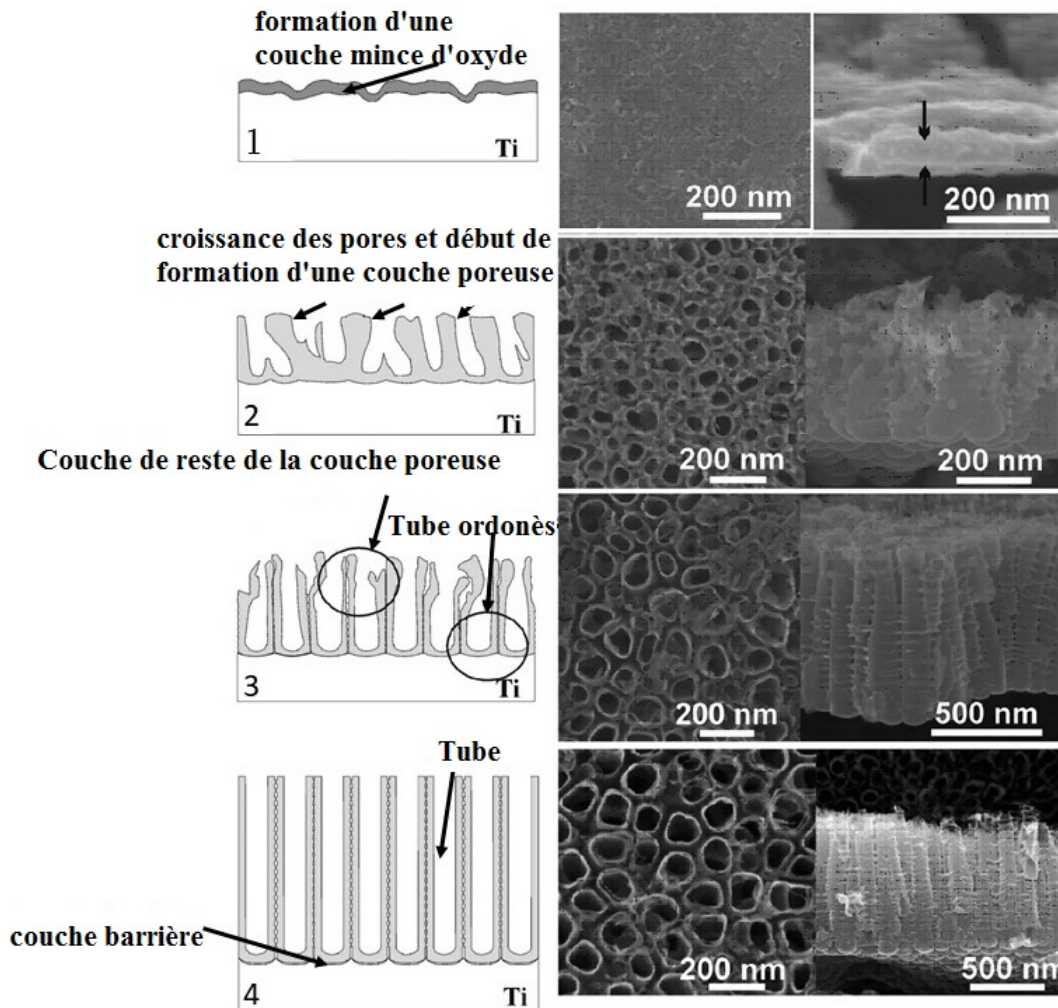 formation d'une
couche mince d'oxyde
1
Ti
200 nm
200 nm
croissance des pores et début de
formation d'une couche poreuse
2
Ti
200 nm
200 nm
Couche de reste de la couche poreuse
Tube ordonès
3
Ti
200 nm
500 nm
Tube
couche barrière
4
Ti
200 nm
500 nm